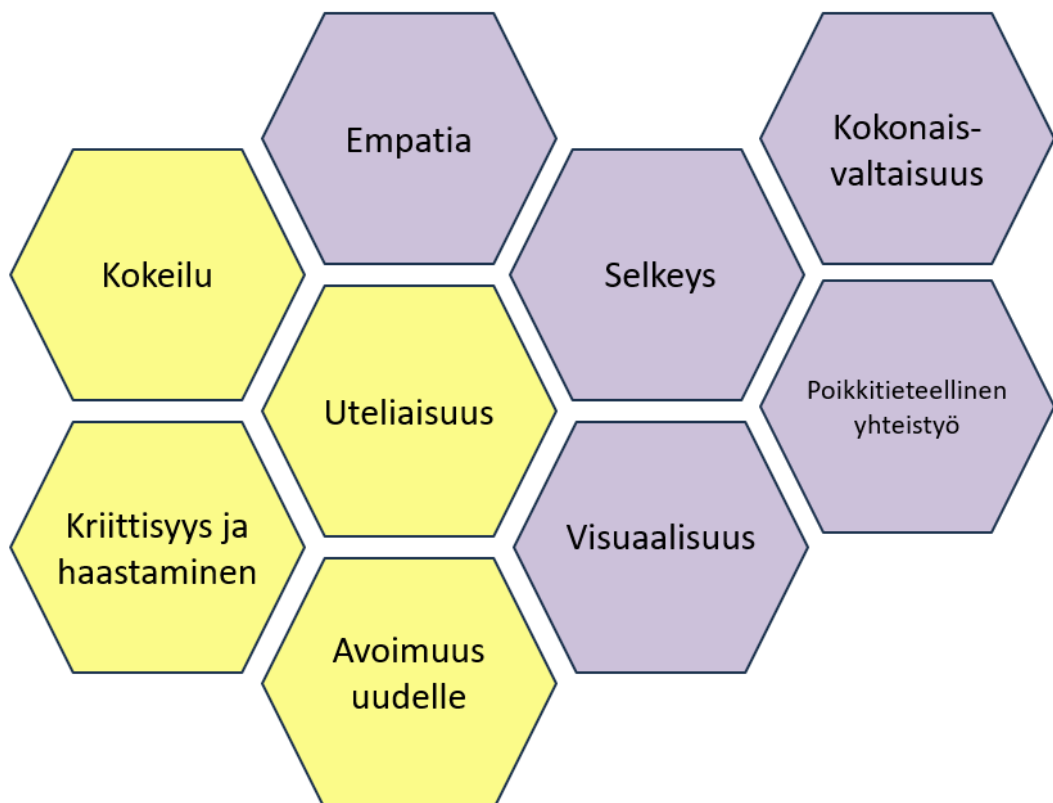 Empatia
Kokonais-
valtaisuus
Kokeilu
Selkeys
Uteliaisuus
Poikkitieteellinen
yhteistyö
Kriittisyys ja
haastaminen
Visuaalisuus
Avoimuus
uudelle